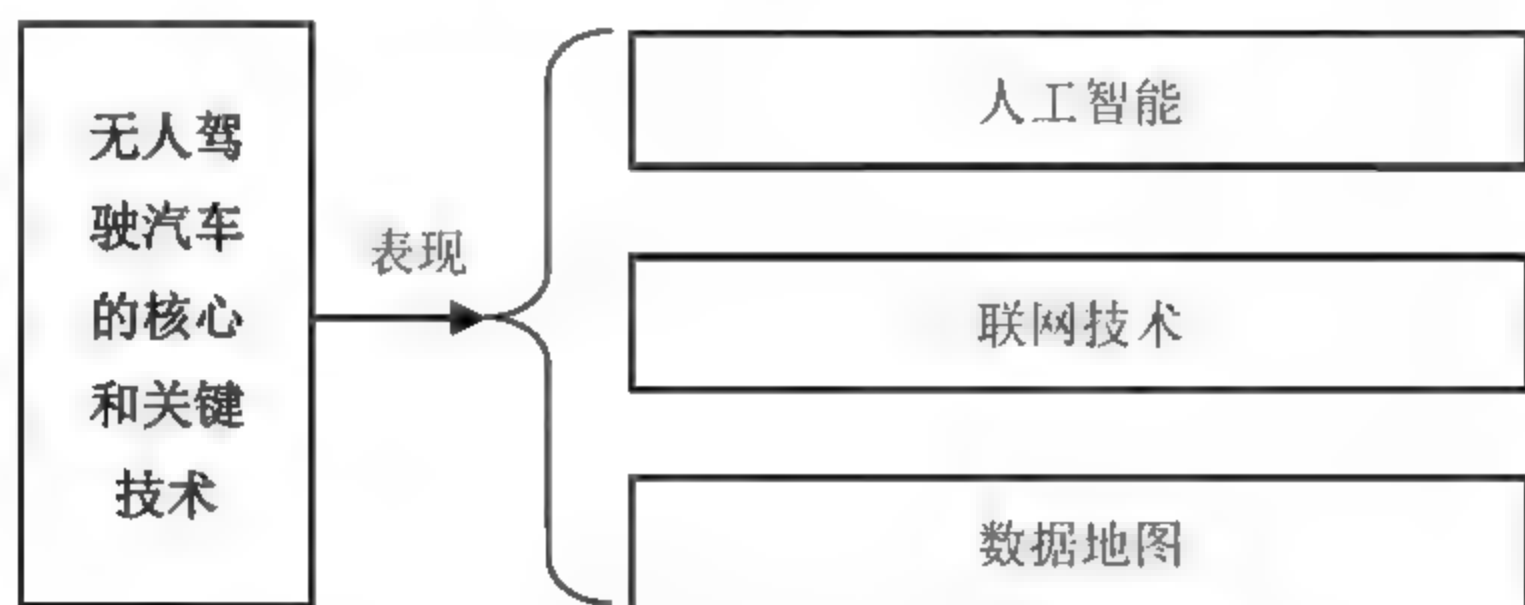 无人驾
驶汽车
的核心
和关键
技术
表现
人工智能
联网技术
数据地图